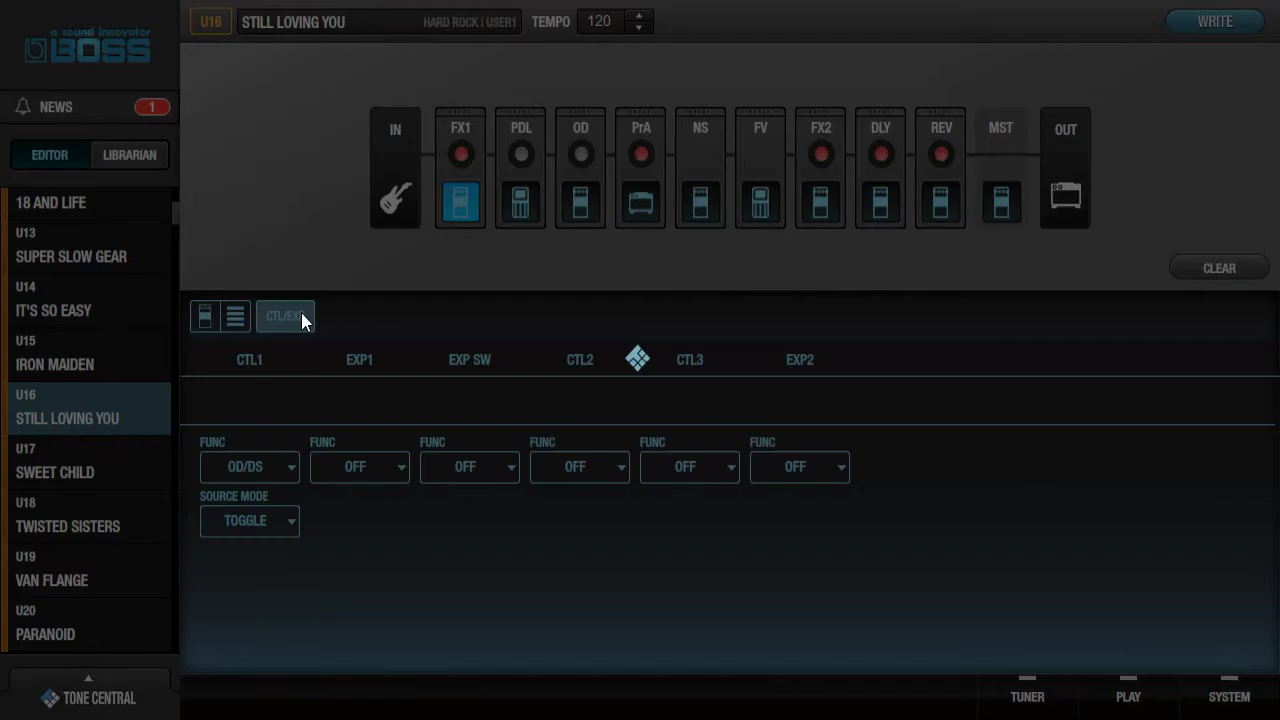 a sound innovator
BOSS
NEWS
1
EDITOR
LIBRARIAN
18 AND LIFE
U13
SUPER SLOW GEAR
U14
IT'S SO EASY
U15
IRON MAIDEN
U16
STILL LOVING YOU
U17
SWEET CHILD
U18
TWISTED SISTERS
U19
VAN FLANGE
U20
PARANOID
TONE CENTRAL
U16 STILL LOVING YOU HARD ROCK | USER1 TEMPO 120 WRITE
IN FX1 PDL OD PrA NS FV FX2 DLY REV MST OUT
CLEAR
CTL/EXP
CTL1 EXP1 EXP SW CTL2 CTL3 EXP2
FUNC FUNC FUNC FUNC FUNC FUNC
OD/DS OFF OFF OFF OFF OFF
SOURCE MODE
TOGGLE
TUNER PLAY SYSTEM